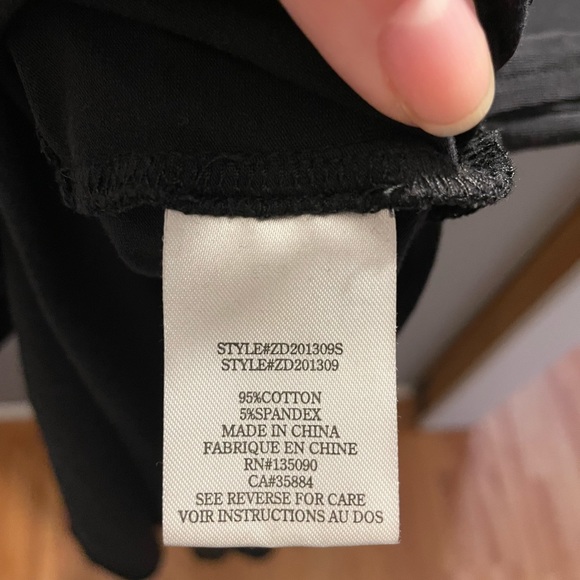 STYLE#ZD201309S
STYLE#ZD201309
95%COTTON
5%SPANDEX
MADE IN CHINA
FABRIQUE EN CHINE
RN#135090
CA#35884
SEE REVERSE FOR CARE
VOIR INSTRUCTIONS AU DOS